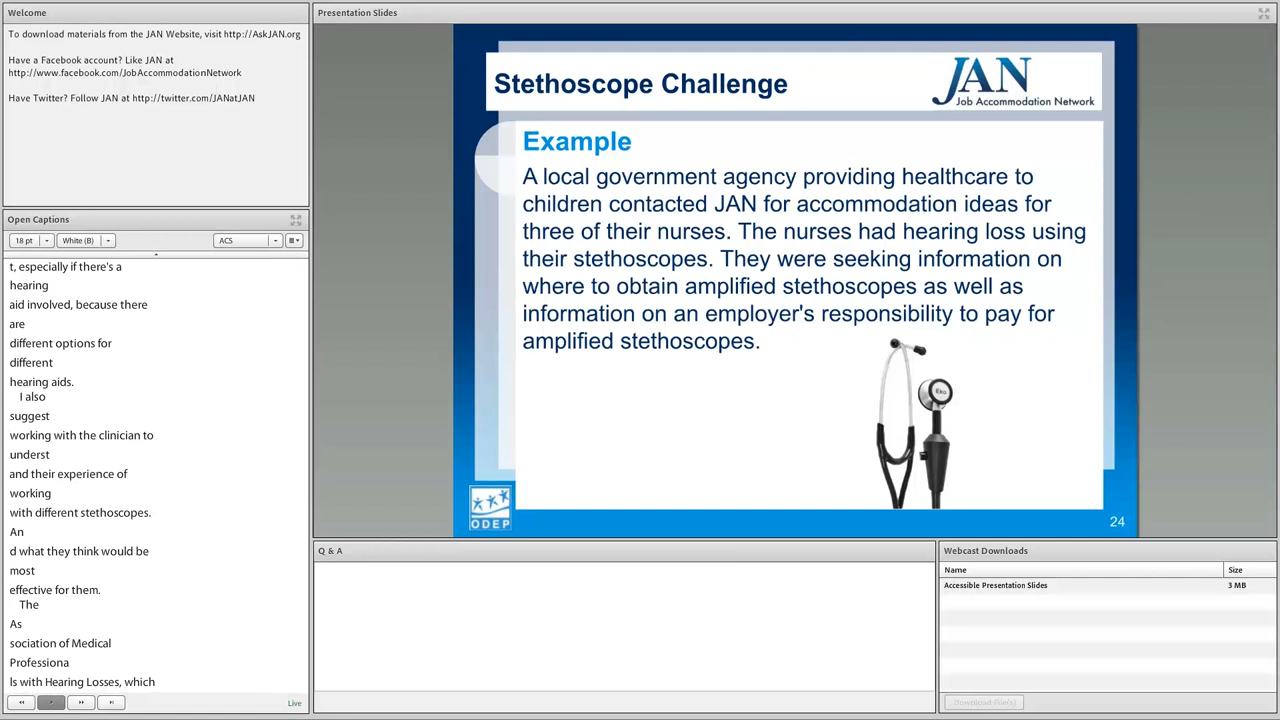 Welcome
To download materials from the JAN Website, visit http://AskJAN.org
Have a Facebook account? Like JAN at
http://www.facebook.com/JobAccommodationNetwork
Have Twitter? Follow JAN at http://twitter.com/JANatJAN
Open Captions
18 pt
White (B)
ACS
t, especially if there's a
hearing
aid involved, because there
are
different options for
different
hearing aids.
I also
suggest
working with the clinician to
underst
and their experience of
working
with different stethoscopes.
An
d what they think would be
most
effective for them.
The
As
sociation of Medical
Professiona
ls with Hearing Losses, which
Live
Presentation Slides
Stethoscope Challenge
JAN
Job Accommodation Network
Example
A local government agency providing healthcare to
children contacted JAN for accommodation ideas for
three of their nurses. The nurses had hearing loss using
their stethoscopes. They were seeking information on
where to obtain amplified stethoscopes as well as
information on an employer's responsibility to pay for
amplified stethoscopes.
Eko
ODEP
24
Q & A
Webcast Downloads
Name Size
Accessible Presentation Slides 3 MB
Download File(s)